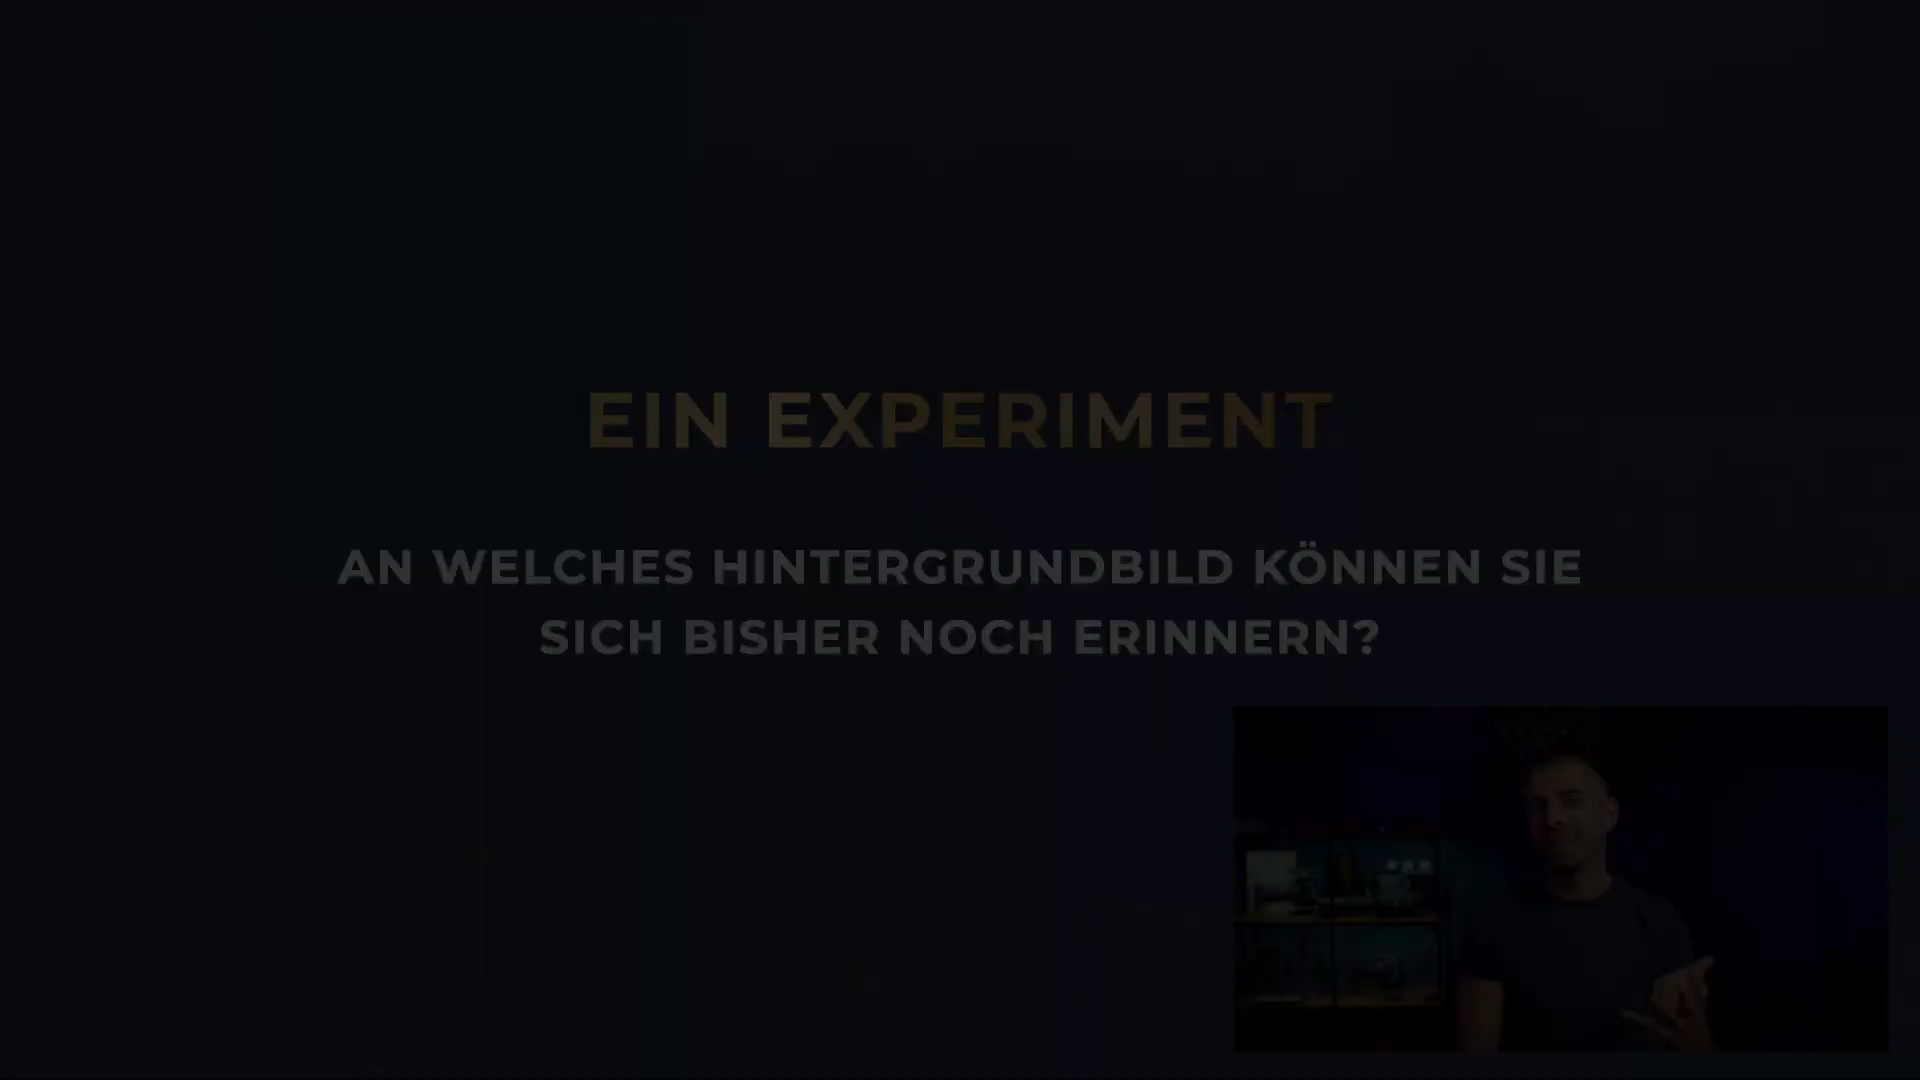 EIN EXPERIMENT
AN WELCHES HINTERGRUNDBILD KÖNNEN SIE
SICH BISHER NOCH ERINNERN?